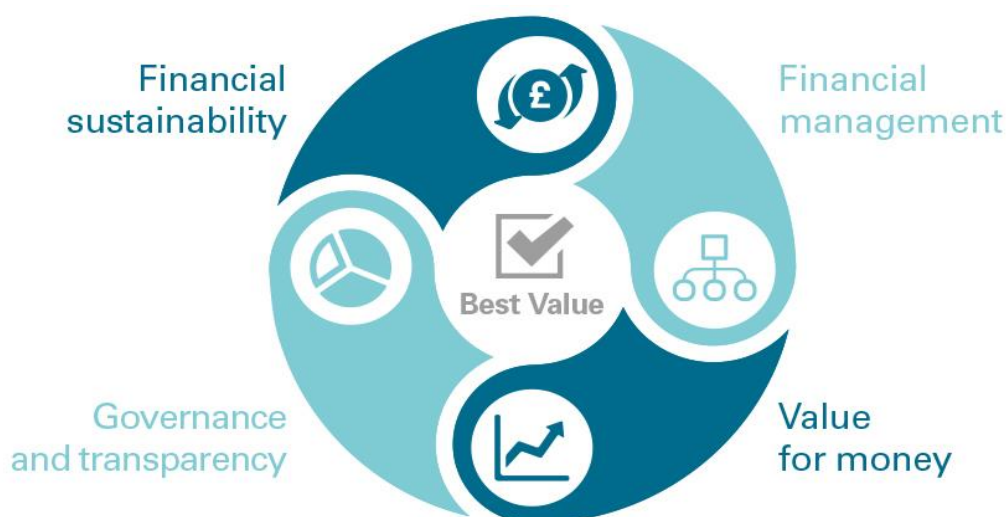 Financial
sustainability
Financial
management
£
Best Value
Governance
and transparency
Value
for money